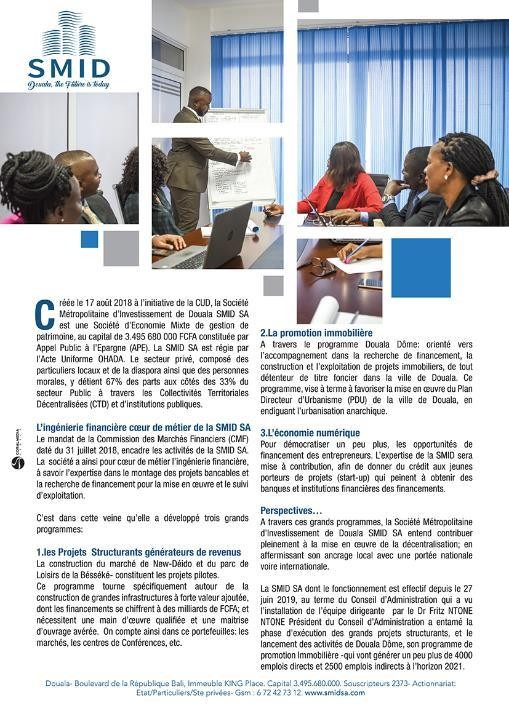 SMID
Douala, the Future is today
Créée le 17 août 2018 à l'initiative de la CUD, la Société
Métropolitaine d'Investissement de Douala SMID SA
est une Société d'Economie Mixte de gestion de
patrimoine, au capital de 3.495 680 000 FCFA constituée par
Appel Public à l'Epargne (APE). La SMID SA est régie par
l'Acte Uniforme OHADA. Le secteur privé, composé des
particuliers locaux et de la diaspora ainsi que des personnes
morales, y détient 67% des parts aux côtés des 33% du
secteur Public à travers les Collectivités Territoriales
Décentralisées (CTD) et d'institutions publiques.
L'ingénierie financière cœur de métier de la SMID SA
Le mandat de la Commission des Marchés Financiers (CMF)
daté du 31 juillet 2018, encadre les activités de la SMID SA.
La société a ainsi pour cœur de métier l'ingénierie financière,
à savoir l'expertise dans le montage des projets bancables et
la recherche de financement pour la mise en œuvre et le suivi
d'exploitation.
C'est dans cette veine qu'elle a développé trois grands
programmes:
1.les Projets Structurants générateurs de revenus
La construction du marché de New-Déido et du parc de
Loisirs de la Bésséké- constituent les projets pilotes.
Ce programme tourne spécifiquement autour de la
construction de grandes infrastructures à forte valeur ajoutée,
dont les financements se chiffrent à des milliards de FCFA; et
nécessitent une main d'œuvre qualifiée et une maitrise
d'ouvrage avérée. On compte ainsi dans ce portefeuilles: les
marchés, les centres de Conférences, etc.
2.La promotion immobilière
A travers le programme Douala Dôme: orienté vers
l'accompagnement dans la recherche de financement, la
construction et l'exploitation de projets immobiliers, de tout
détenteur de titre foncier dans la ville de Douala. Ce
programme, vise à terme à favoriser la mise en œuvre du Plan
Directeur d'Urbanisme (PDU) de la ville de Douala, en
endiguant l'urbanisation anarchique.
3.L'économie numérique
Pour démocratiser un peu plus, les opportunités de
financement des entrepreneurs. L'expertise de la SMID sera
mise à contribution, afin de donner du crédit aux jeunes
porteurs de projets (start-up) qui peinent à obtenir des
banques et institutions financières des financements.
Perspectives…
A travers ces grands programmes, la Société Métropolitaine
d'Investissement de Douala SMID SA entend contribuer
pleinement à la mise en œuvre de la décentralisation; en
affermissant son ancrage local avec une portée nationale
voire internationale.
La SMID SA dont le fonctionnement est effectif depuis le 27
juin 2019, au terme du Conseil d'Administration qui a vu
l'installation de l'équipe dirigeante par le Dr Fritz NTONE
NTONE Président du Conseil d'Administration a entamé la
phase d'exécution des grands projets structurants, et le
lancement des activités de Douala Dôme, son programme de
promotion immobilière -qui vont générer un peu plus de 4000
emplois directs et 2500 emplois indirects à l'horizon 2021.
Douala- Boulevard de la République Bali, Immeuble KING Place. Capital 3.495.680.000. Souscripteurs 2373- Actionnariat:
Etat/Particuliers/Ste privées- Gsm : 6 72 42 73 12. www.smidsa.com